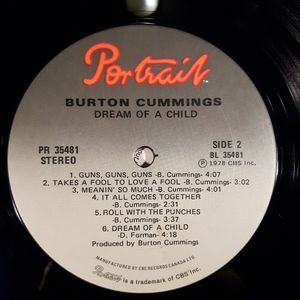 Portrait
BURTON CUMMINGS
DREAM OF A CHILD
PR 35481
STEREO
SIDE 2
BL 35481
Ⓟ 1978 CBS Inc.
1. GUNS, GUNS, GUNS -B. Cummings- 4:07
2. TAKES A FOOL TO LOVE A FOOL -B. Cummings- 3:02
3. MEANIN' SO MUCH -B. Cummings- 4:21
4. IT ALL COMES TOGETHER
-B. Cummings- 2:31
5. ROLL WITH THE PUNCHES
-B. Cummings- 2:29
6. DREAM OF A CHILD
-D. Forman- 4:18
Produced by Burton Cummings
MANUFACTURED BY CBS RECORDS CANADA LTD.
Portrait is a trademark of CBS Inc.